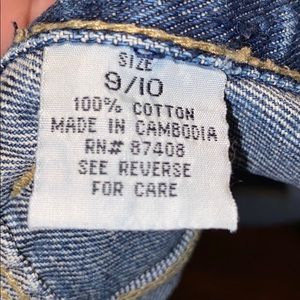 SIZE
9/10
100% COTTON
MADE IN CAMBODIA
RN# 87408
SEE REVERSE
FOR CARE